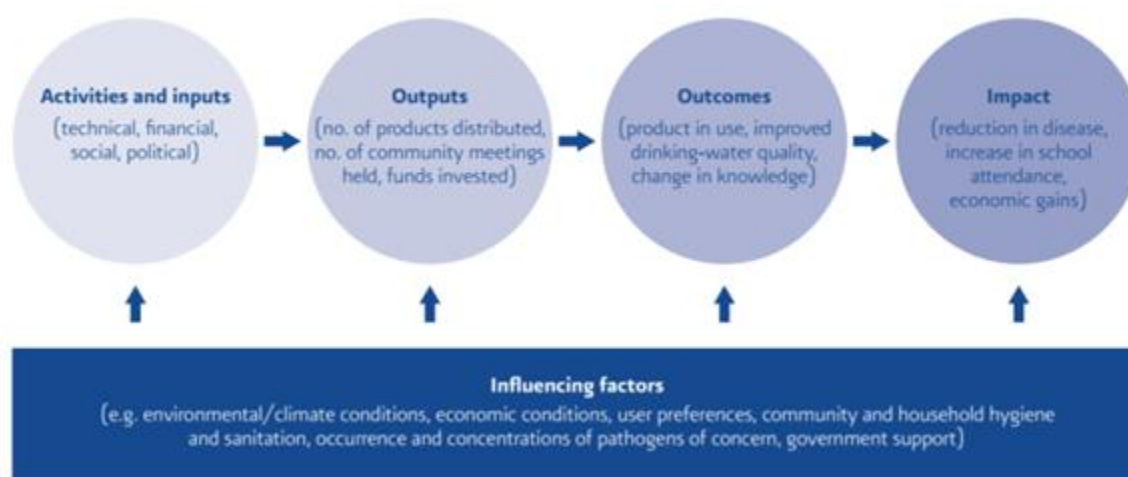 Activities and inputs
(technical, financial,
social, political)
Outputs
(no. of products distributed,
no. of community meetings
held, funds invested)
Outcomes
(product in use, improved
drinking-water quality,
change in knowledge)
Impact
(reduction in disease,
increase in school
attendance,
economic gains)
Influencing factors
(e.g. environmental/climate conditions, economic conditions, user preferences, community and household hygiene
and sanitation, occurrence and concentrations of pathogens of concern, government support)